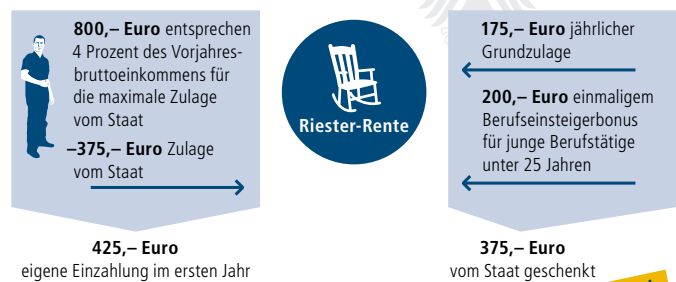 800,– Euro entsprechen
4 Prozent des Vorjahres-
bruttoeinkommens für
die maximale Zulage
vom Staat
–375,– Euro Zulage
vom Staat
425,– Euro
eigene Einzahlung im ersten Jahr
Riester-Rente
175,– Euro jährlicher
Grundzulage
200,– Euro einmaligem
Berufseinsteigerbonus
für junge Berufstätige
unter 25 Jahren
375,– Euro
vom Staat geschenkt